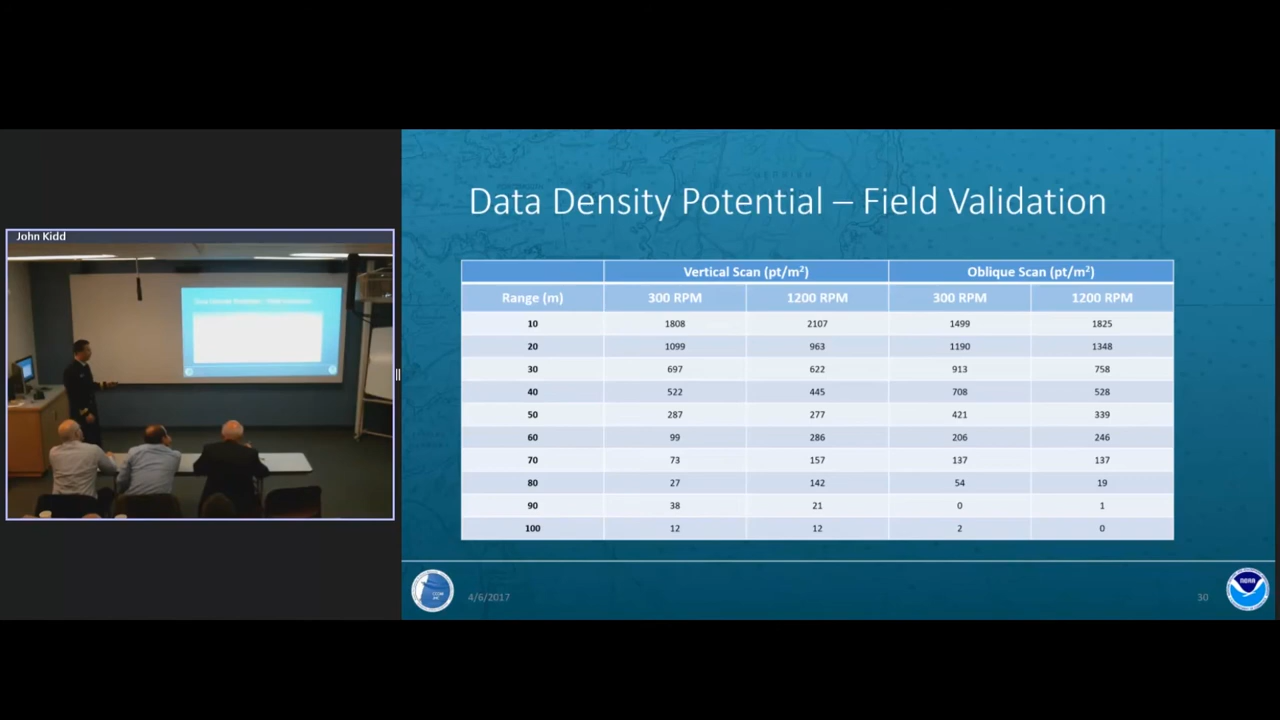 John Kidd
Data Density Potential – Field Validation
Vertical Scan (pt/m²) Oblique Scan (pt/m²)
Range (m) 300 RPM 1200 RPM 300 RPM 1200 RPM
10 1808 2107 1499 1825
20 1099 963 1190 1348
30 697 622 913 758
40 522 445 708 528
50 287 277 421 339
60 99 286 206 246
70 73 157 137 137
80 27 142 54 19
90 38 21 0 1
100 12 12 2 0
4/6/2017
30
NOAA